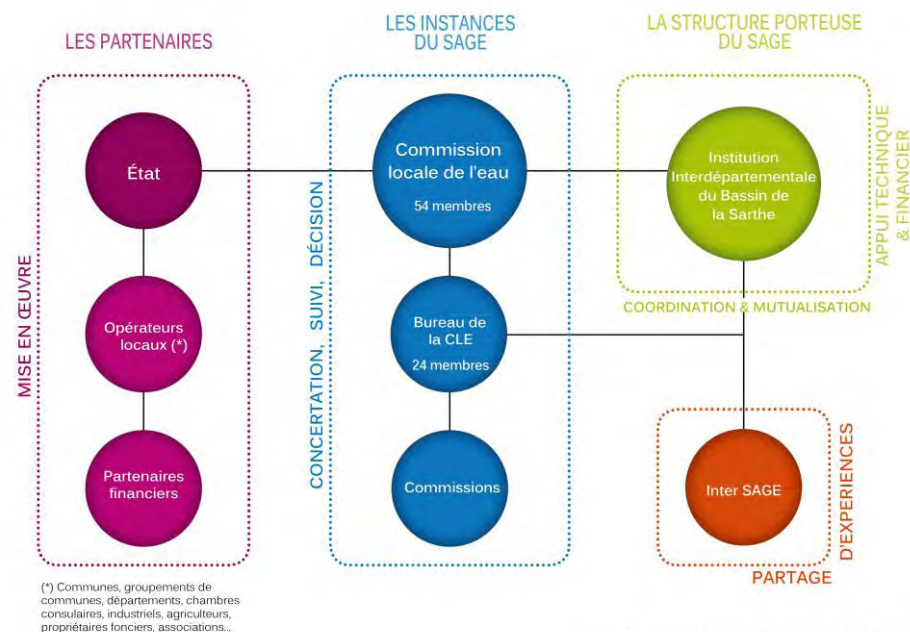 LES PARTENAIRES
MISE EN ŒUVRE
État
Opérateurs
locaux (*)
Partenaires
financiers
(*) Communes, groupements de
communes, départements, chambres
consulaires, industriels, agriculteurs,
propriétaires fonciers, associations...
LES INSTANCES
DU SAGE
CONCERTATION, SUIVI, DÉCISION
Commission
locale de l'eau
54 membres
Bureau de
la CLE
24 membres
Commissions
LA STRUCTURE PORTEUSE
DU SAGE
Institution
Interdépartementale
du Bassin de
la Sarthe
APPUI TECHNIQUE
& FINANCIER
COORDINATION & MUTUALISATION
Inter SAGE
PARTAGE
D'EXPERIENCES